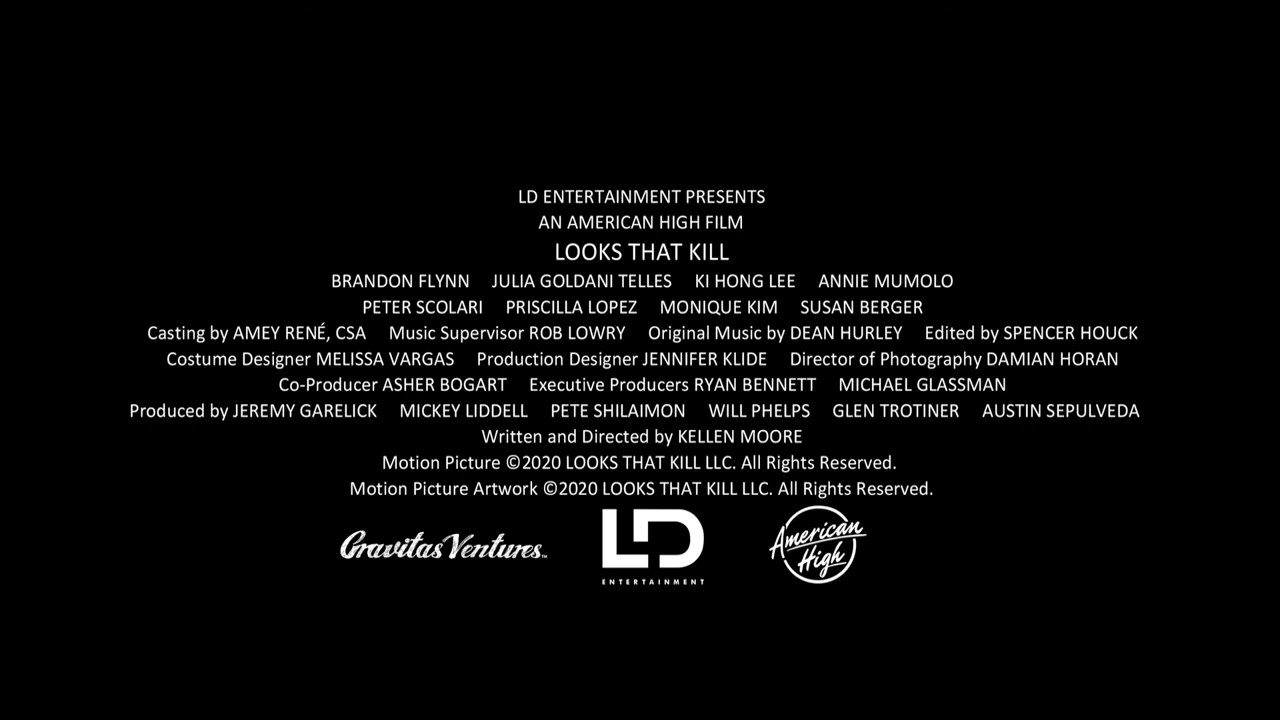 LD ENTERTAINMENT PRESENTS
AN AMERICAN HIGH FILM
LOOKS THAT KILL
BRANDON FLYNN JULIA GOLDANI TELLES KI HONG LEE ANNIE MUMOLO
PETER SCOLARI PRISCILLA LOPEZ MONIQUE KIM SUSAN BERGER
Casting by AMEY RENÉ, CSA Music Supervisor ROB LOWRY Original Music by DEAN HURLEY Edited by SPENCER HOUCK
Costume Designer MELISSA VARGAS Production Designer JENNIFER KLIDE Director of Photography DAMIAN HORAN
Co-Producer ASHER BOGART Executive Producers RYAN BENNETT MICHAEL GLASSMAN
Produced by JEREMY GARELICK MICKEY LIDDELL PETE SHILAIMON WILL PHELPS GLEN TROTINER AUSTIN SEPULVEDA
Written and Directed by KELLEN MOORE
Motion Picture ©2020 LOOKS THAT KILL LLC. All Rights Reserved.
Motion Picture Artwork ©2020 LOOKS THAT KILL LLC. All Rights Reserved.
Gravitas Ventures™
LD
ENTERTAINMENT
American
High